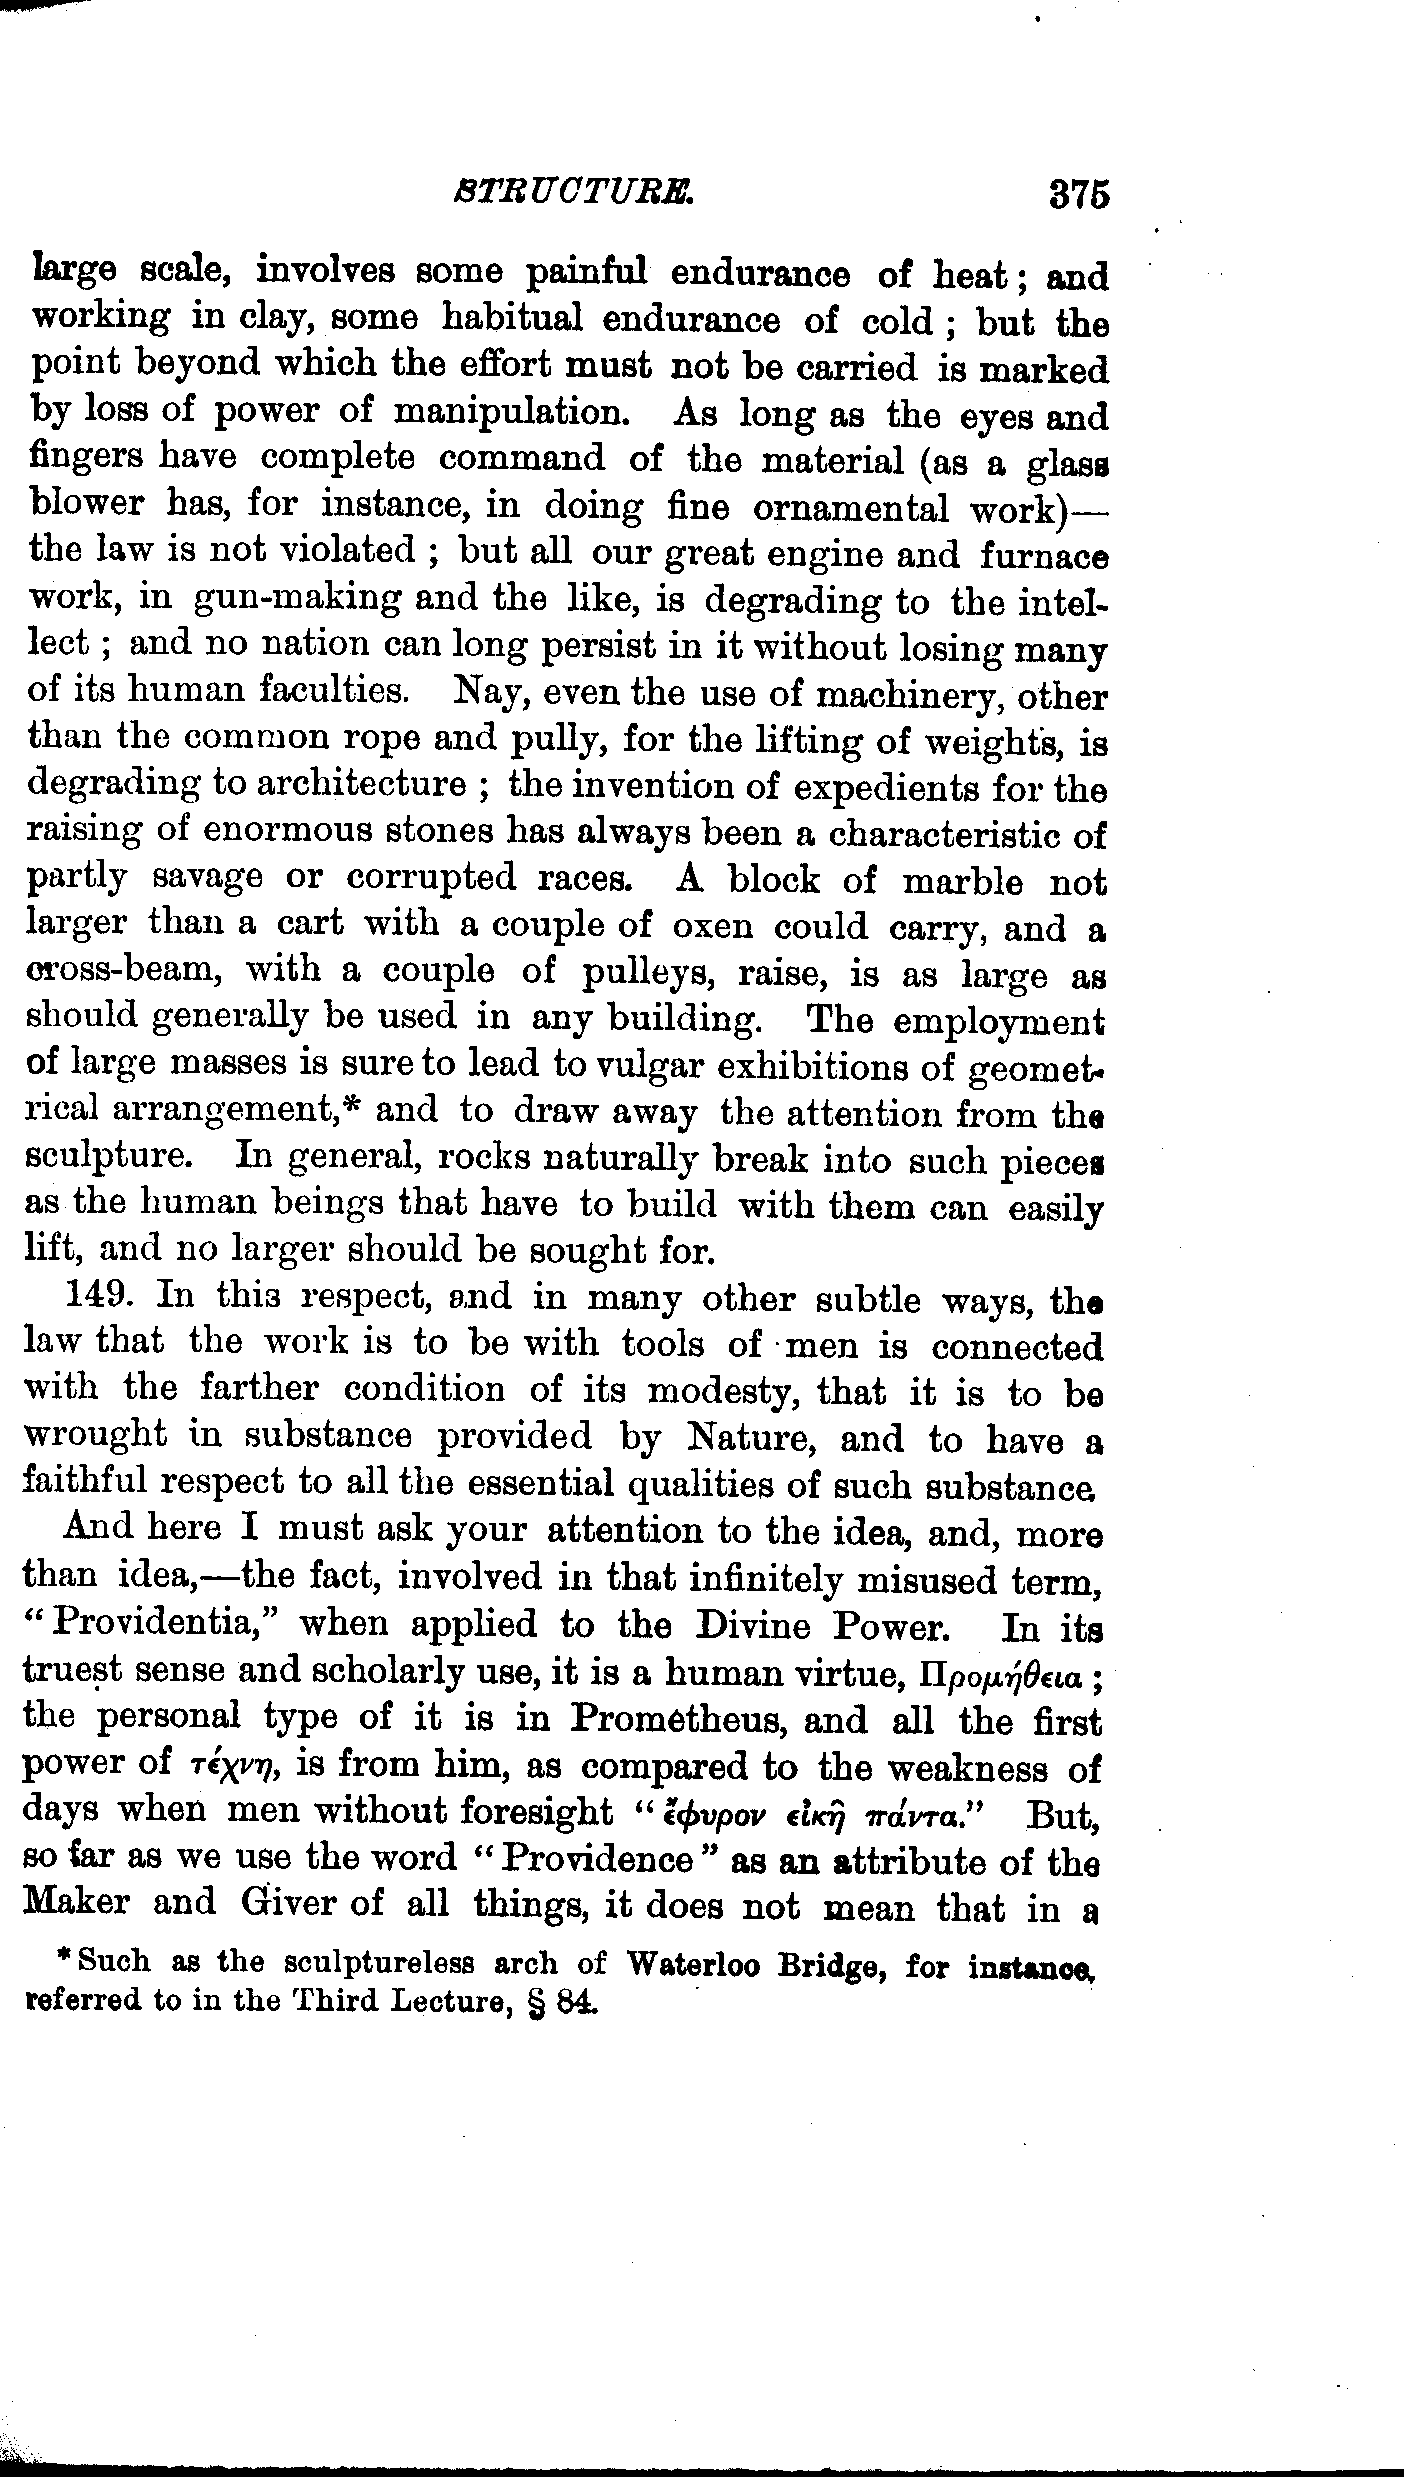 STRUCTURE. 375
large scale, involves some painful endurance of heat; and
working in clay, some habitual endurance of cold; but the
point beyond which the effort must not be carried is marked
by loss of power of manipulation. As long as the eyes and
fingers have complete command of the material (as a glass
blower has, for instance, in doing fine ornamental work)—
the law is not violated; but all our great engine and furnace
work, in gun-making and the like, is degrading to the intel-
lect; and no nation can long persist in it without losing many
of its human faculties. Nay, even the use of machinery, other
than the common rope and pully, for the lifting of weights, is
degrading to architecture; the invention of expedients for the
raising of enormous stones has always been a characteristic of
partly savage or corrupted races. A block of marble not
larger than a cart with a couple of oxen could carry, and a
cross-beam, with a couple of pulleys, raise, is as large as
should generally be used in any building. The employment
of large masses is sure to lead to vulgar exhibitions of geomet-
rical arrangement,* and to draw away the attention from the
sculpture. In general, rocks naturally break into such pieces
as the human beings that have to build with them can easily
lift, and no larger should be sought for.
149. In this respect, and in many other subtle ways, the
law that the work is to be with tools of men is connected
with the farther condition of its modesty, that it is to be
wrought in substance provided by Nature, and to have a
faithful respect to all the essential qualities of such substance
And here I must ask your attention to the idea, and, more
than idea,—the fact, involved in that infinitely misused term,
"Providentia," when applied to the Divine Power. In its
truest sense and scholarly use, it is a human virtue, Προμήθεια;
the personal type of it is in Prometheus, and all the first
power of τέχνη, is from him, as compared to the weakness of
days when men without foresight "ἔφυρον εἰκῆ πάντα." But,
so far as we use the word "Providence" as an attribute of the
Maker and Giver of all things, it does not mean that in a
*Such as the sculptureless arch of Waterloo Bridge, for instance,
referred to in the Third Lecture, § 84.